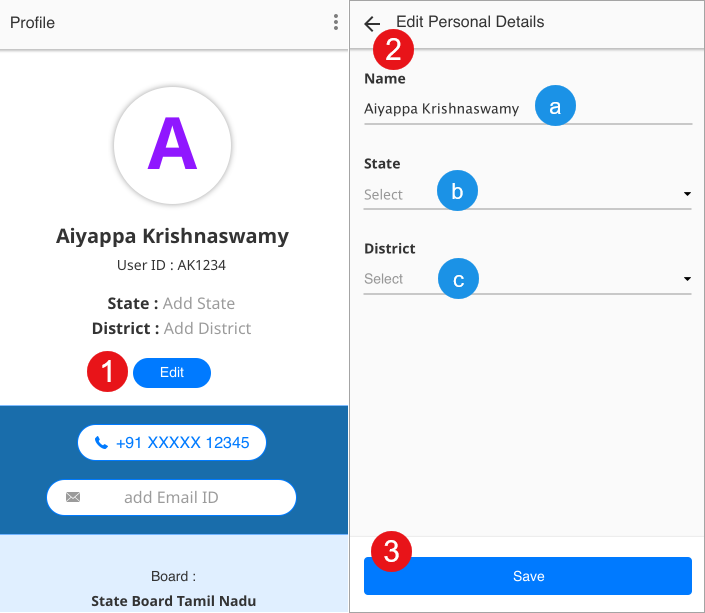 Profile
A
Aiyappa Krishnaswamy
User ID : AK1234
State : Add State
District : Add District
1 Edit
+91 XXXXX 12345
add Email ID
Board :
State Board Tamil Nadu
Edit Personal Details
2
Name
Aiyappa Krishnaswamy a
State
Select b
District
Select c
3
Save